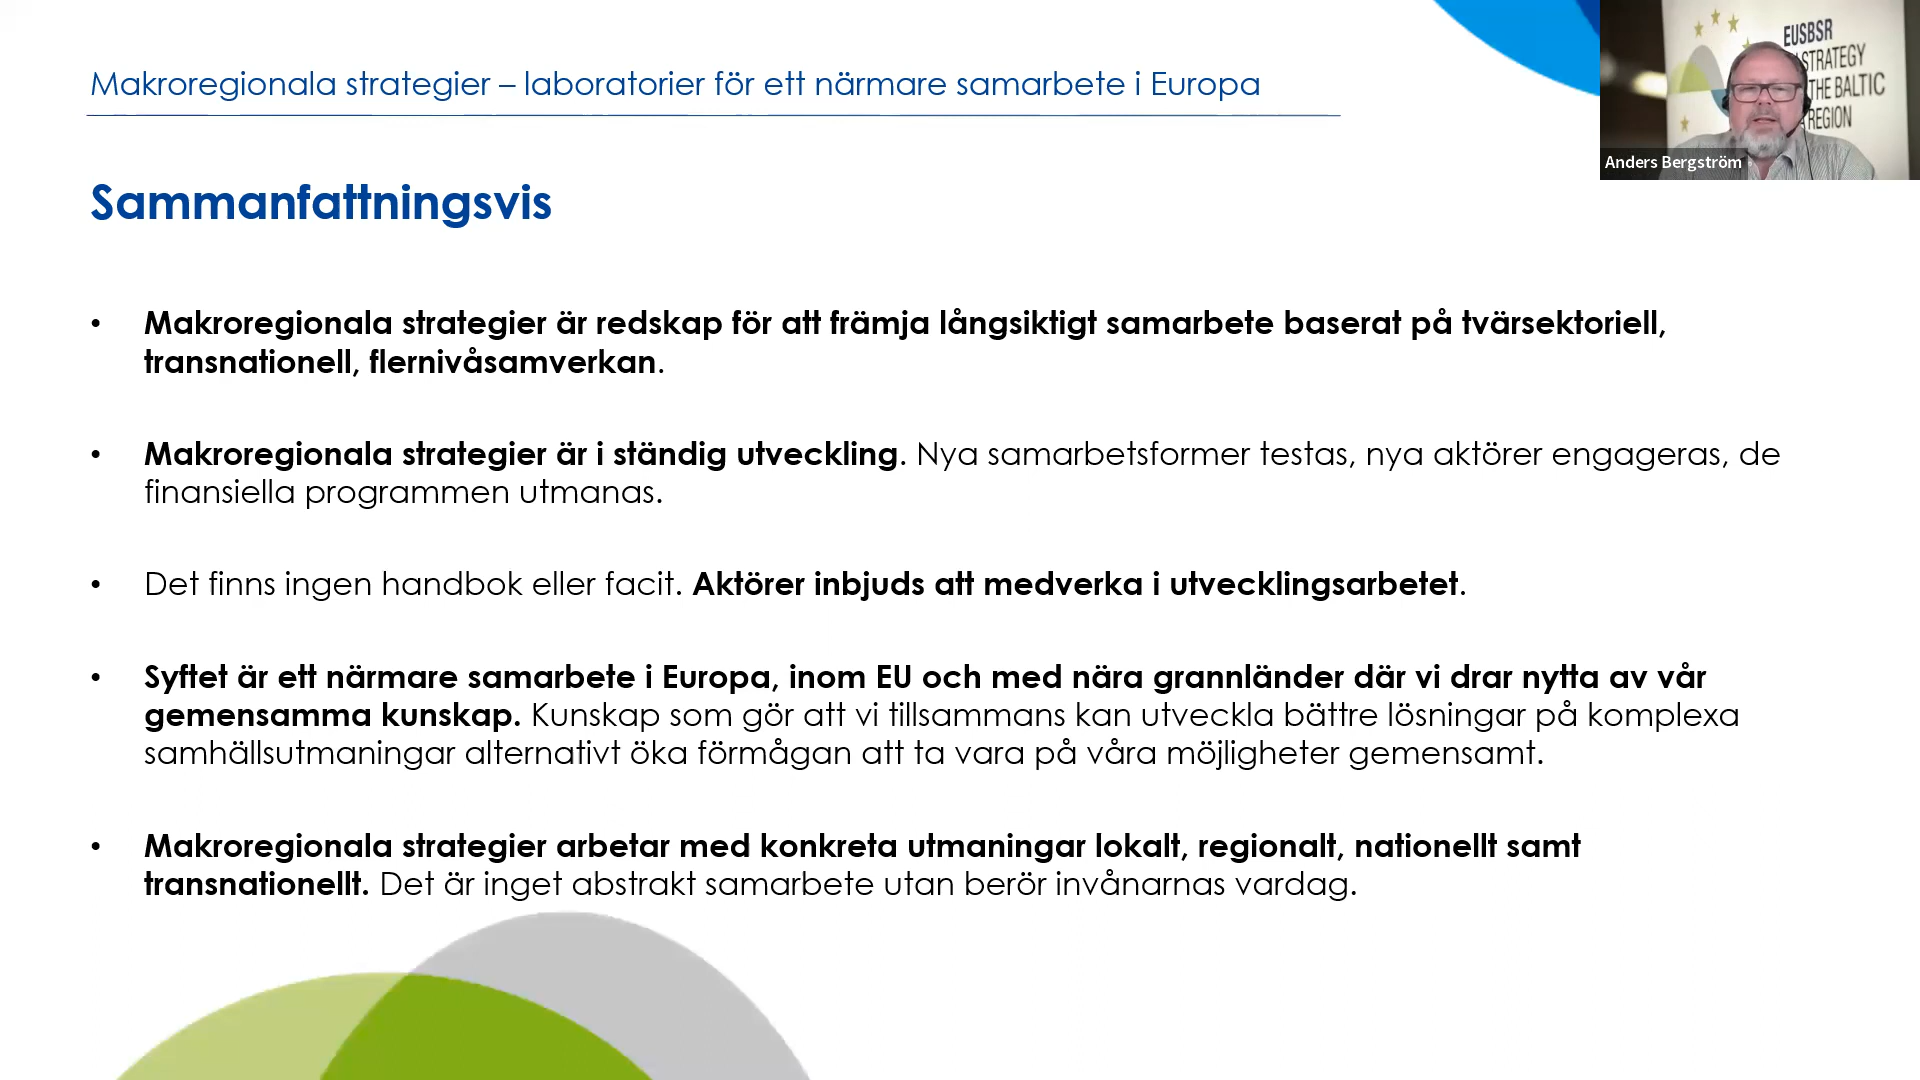 Makroregionala strategier – laboratorier för ett närmare samarbete i Europa
EUSBSR
STRATEGY
THE BALTIC
REGION
Anders Bergström
Sammanfattningsvis
• Makroregionala strategier är redskap för att främja långsiktigt samarbete baserat på tvärsektoriell,
transnationell, flernivåsamverkan.
• Makroregionala strategier är i ständig utveckling. Nya samarbetsformer testas, nya aktörer engageras, de
finansiella programmen utmanas.
• Det finns ingen handbok eller facit. Aktörer inbjuds att medverka i utvecklingsarbetet.
• Syftet är ett närmare samarbete i Europa, inom EU och med nära grannländer där vi drar nytta av vår
gemensamma kunskap. Kunskap som gör att vi tillsammans kan utveckla bättre lösningar på komplexa
samhällsutmaningar alternativt öka förmågan att ta vara på våra möjligheter gemensamt.
• Makroregionala strategier arbetar med konkreta utmaningar lokalt, regionalt, nationellt samt
transnationellt. Det är inget abstrakt samarbete utan berör invånarnas vardag.